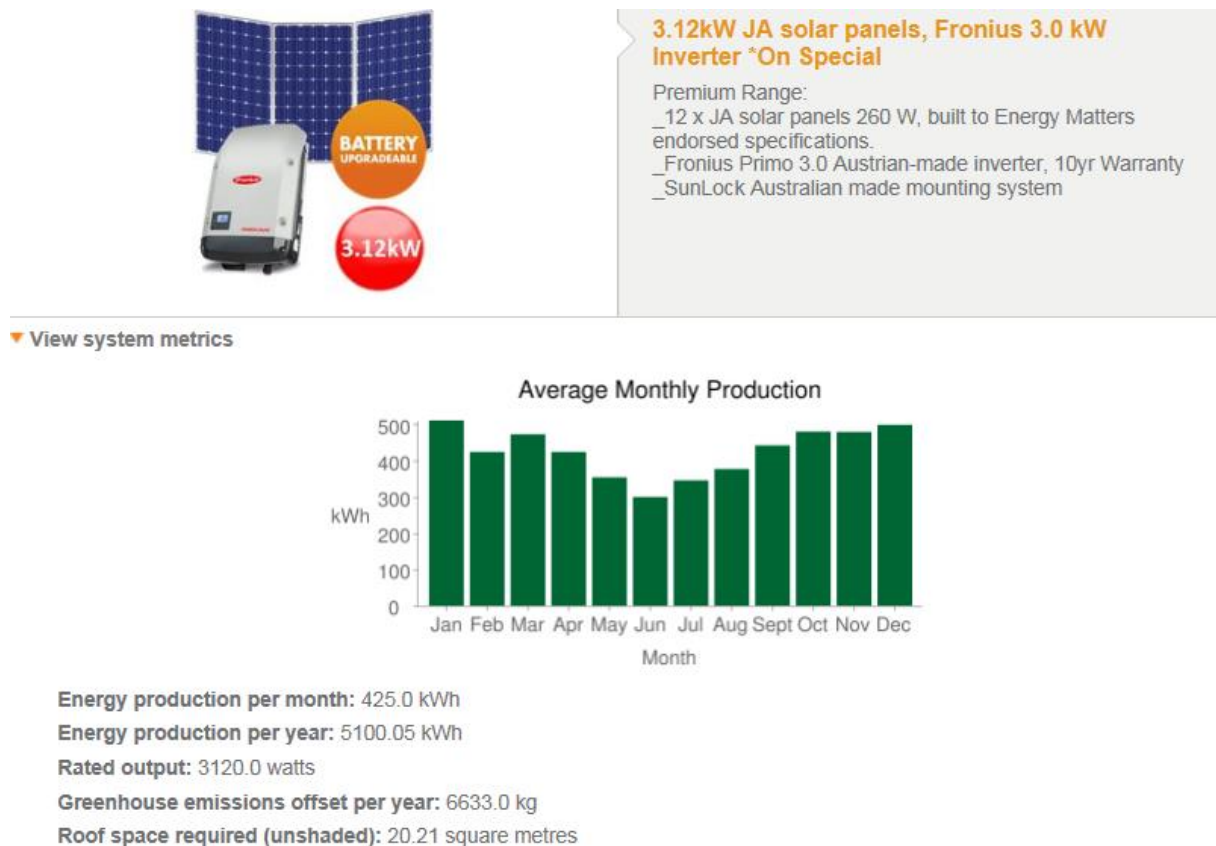 3.12kW JA solar panels, Fronius 3.0 kW
Inverter *On Special
Premium Range:
_12 x JA solar panels 260 W, built to Energy Matters
endorsed specifications.
_Fronius Primo 3.0 Austrian-made inverter, 10yr Warranty
_SunLock Australian made mounting system
BATTERY
UPGRADEABLE
Fronius
3.12kW
View system metrics
Average Monthly Production
500
400
300
200
100
0
kWh
Jan Feb Mar Apr May Jun Jul Aug Sept Oct Nov Dec
Month
Energy production per month: 425.0 kWh
Energy production per year: 5100.05 kWh
Rated output: 3120.0 watts
Greenhouse emissions offset per year: 6633.0 kg
Roof space required (unshaded): 20.21 square metres